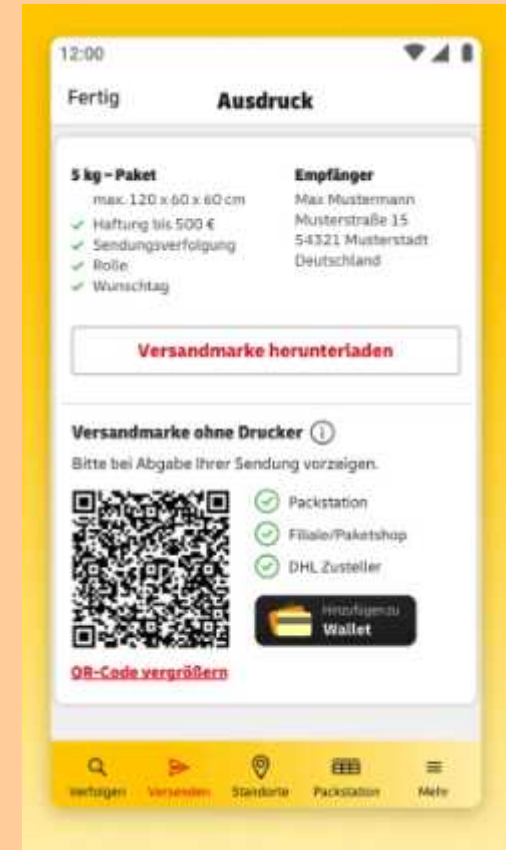 12:00
Fertig
Ausdruck
5 kg – Paket
max. 120 x 60 x 60 cm
Haftung bis 500 €
Sendungsverfolgung
Rolle
Wunschtag
Empfänger
Max Mustermann
Musterstraße 15
54321 Musterstadt
Deutschland
Versandmarke herunterladen
Versandmarke ohne Drucker
Bitte bei Abgabe Ihrer Sendung vorzeigen.
Packstation
Filiale/Paketshop
DHL Zusteller
Hinzufügen zu
Wallet
QR-Code vergrößern
Verfolgen Versenden Standorte Packstation Mehr